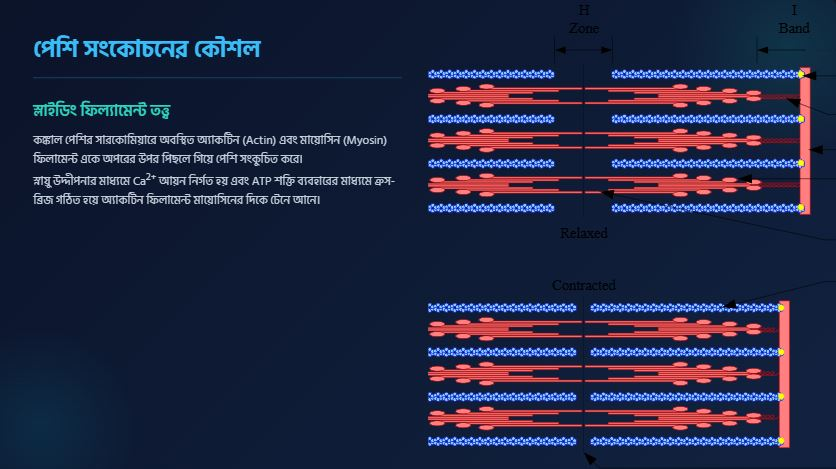 পেশি সংকোচনের কৌশল
স্লাইডিং ফিল্যামেন্ট তত্ত্ব
কঙ্কাল পেশির সারকোমিয়ারে অবস্থিত অ্যাকটিন (Actin) এবং মায়োসিন (Myosin)
ফিলামেন্ট একে অপরের উপর পিছলে গিয়ে পেশি সংকুচিত করে।
স্নায়ু উদ্দীপনার মাধ্যমে Ca²⁺ আয়ন নির্গত হয় এবং ATP শক্তি ব্যবহারের মাধ্যমে ক্রস-
ব্রিজ গঠিত হয়ে অ্যাকটিন ফিলামেন্ট মায়োসিনের দিকে টেনে আনে।
H
Zone
I
Band
Relaxed
Contracted